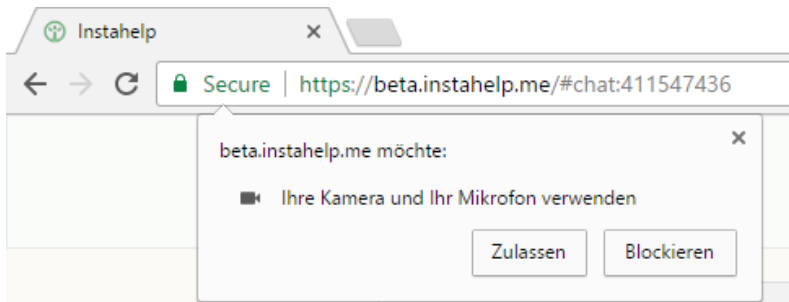 Instahelp
Secure https://beta.instahelp.me/#chat:411547436
beta.instahelp.me möchte:
Ihre Kamera und Ihr Mikrofon verwenden
Zulassen Blockieren